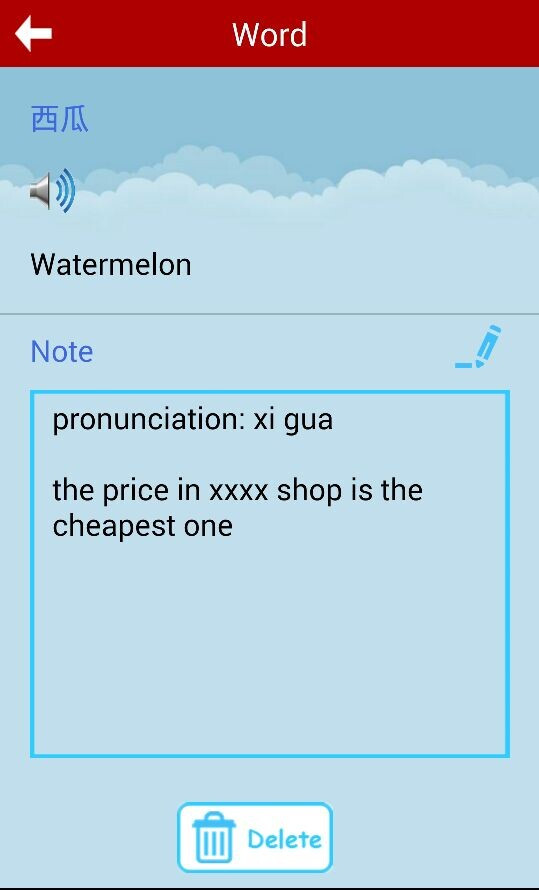 Word
西瓜
Watermelon
Note
pronunciation: xi gua
the price in xxxx shop is the
cheapest one
Delete